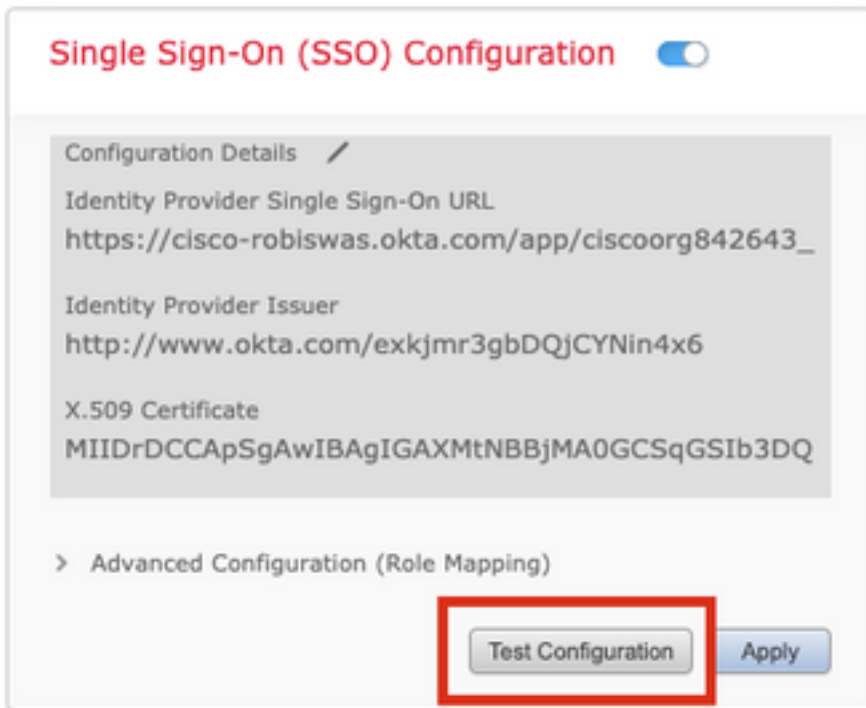 Single Sign-On (SSO) Configuration
Configuration Details
Identity Provider Single Sign-On URL
https://cisco-robiswas.okta.com/app/ciscoorg842643_
Identity Provider Issuer
http://www.okta.com/exkjmr3gbDQjCYNin4x6
X.509 Certificate
MIIDrDCCApSgAwIBAgIGAXMtNBBjMA0GCSqGSIb3DQ
Advanced Configuration (Role Mapping)
Test Configuration
Apply